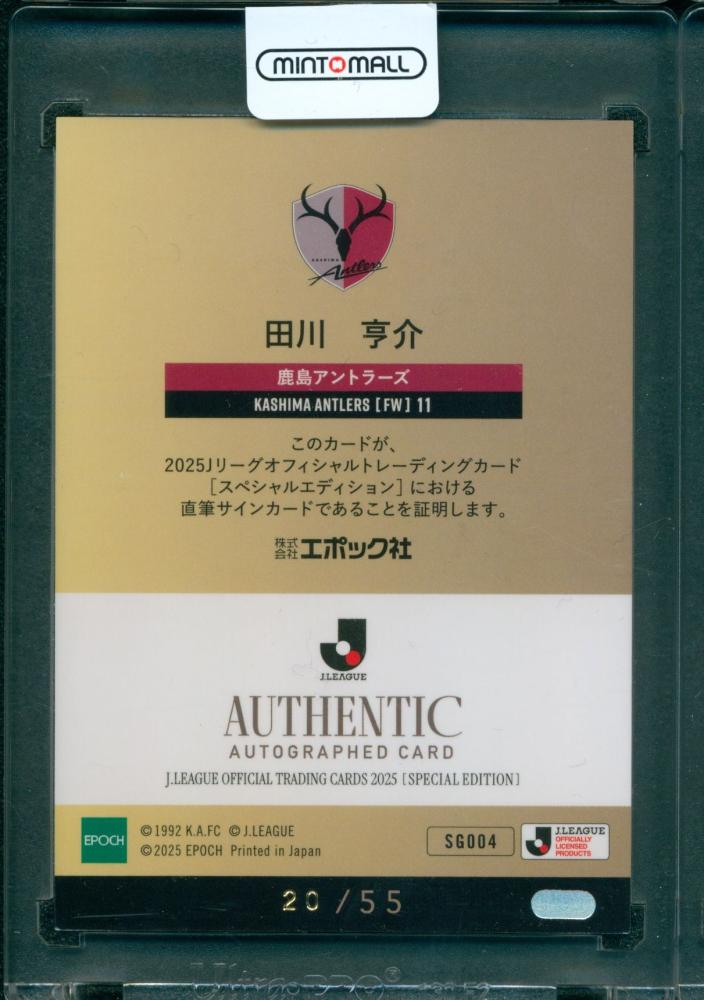 MINTOMALL
KASHIMA
Antlers
田川 亨介
鹿島アントラーズ
KASHIMA ANTLERS [FW] 11
このカードが、
2025Jリーグオフィシャルトレーディングカード
[スペシャルエディション]における
直筆サインカードであることを証明します。
株式会社エポック社
J.LEAGUE
AUTHENTIC
AUTOGRAPHED CARD
J.LEAGUE OFFICIAL TRADING CARDS 2025 [SPECIAL EDITION]
EPOCH
©1992 K.A.FC ©J.LEAGUE
©2025 EPOCH Printed in Japan
SG004
J.LEAGUE
OFFICIALLY
LICENSED
PRODUCTS
20/55
Ultra PRO®